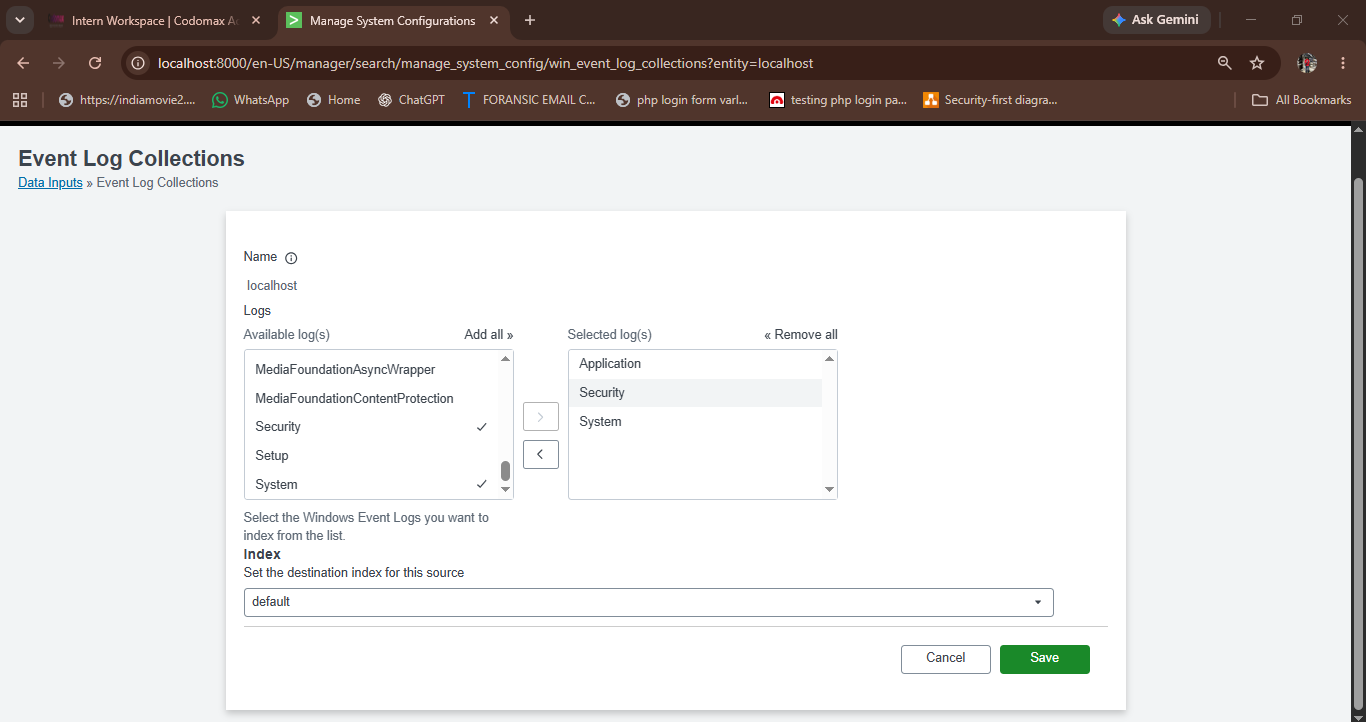 Intern Workspace | Codomax Ac
Manage System Configurations
Ask Gemini
localhost:8000/en-US/manager/search/manage_system_config/win_event_log_collections?entity=localhost
https://indiamovie2....
WhatsApp
Home
ChatGPT
FORANSIC EMAIL C...
php login form varl...
testing php login pa...
Security-first diagra...
All Bookmarks
Event Log Collections
Data Inputs » Event Log Collections
Name
localhost
Logs
Available log(s)
Add all »
Selected log(s)
« Remove all
MediaFoundationAsyncWrapper
MediaFoundationContentProtection
Security
Setup
System
Application
Security
System
Select the Windows Event Logs you want to
index from the list.
Index
Set the destination index for this source
default
Cancel
Save